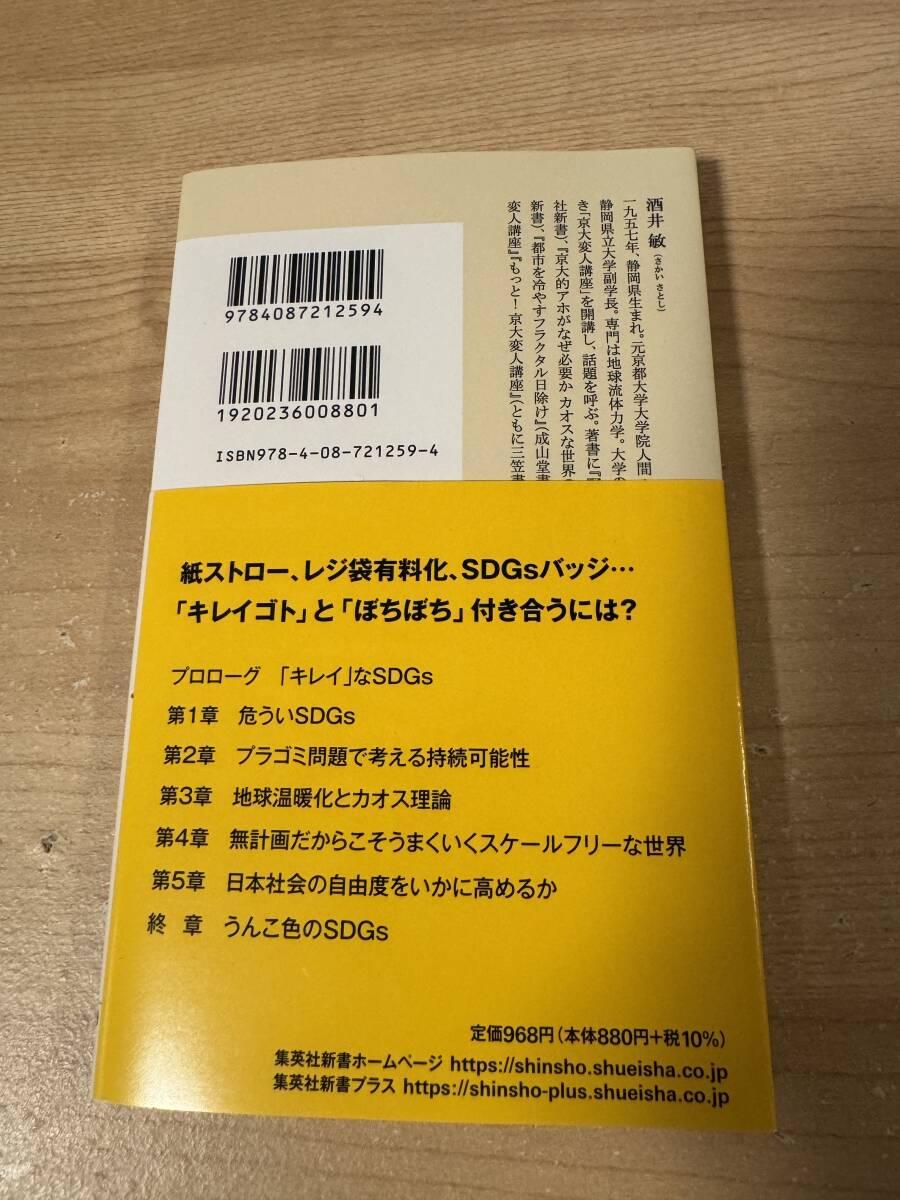 酒井 敏(さかい さとし)
一九五七年、静岡県生まれ。元京都大学大学院人間
静岡県立大学副学長。専門は地球流体力学。大学の
き「京大変人講座」を開講し、話題を呼ぶ。著書に『
社新書)、『京大的アホがなぜ必要か カオスな世界の
新書)、『都市を冷やすフラクタル日除け』(成山堂書
変人講座』『もっと!京大変人講座』(ともに三笠書
9784087212594
1920236008801
ISBN978-4-08-721259-4
紙ストロー、レジ袋有料化、SDGsバッジ…
「キレイゴト」と「ぼちぼち」付き合うには?
プロローグ 「キレイ」なSDGs
第1章 危ういSDGs
第2章 プラゴミ問題で考える持続可能性
第3章 地球温暖化とカオス理論
第4章 無計画だからこそうまくいくスケールフリーな世界
第5章 日本社会の自由度をいかに高めるか
終 章 うんこ色のSDGs
定価968円(本体880円+税10%)
集英社新書ホームページ https://shinsho.shueisha.co.jp
集英社新書プラス https://shinsho-plus.shueisha.co.jp